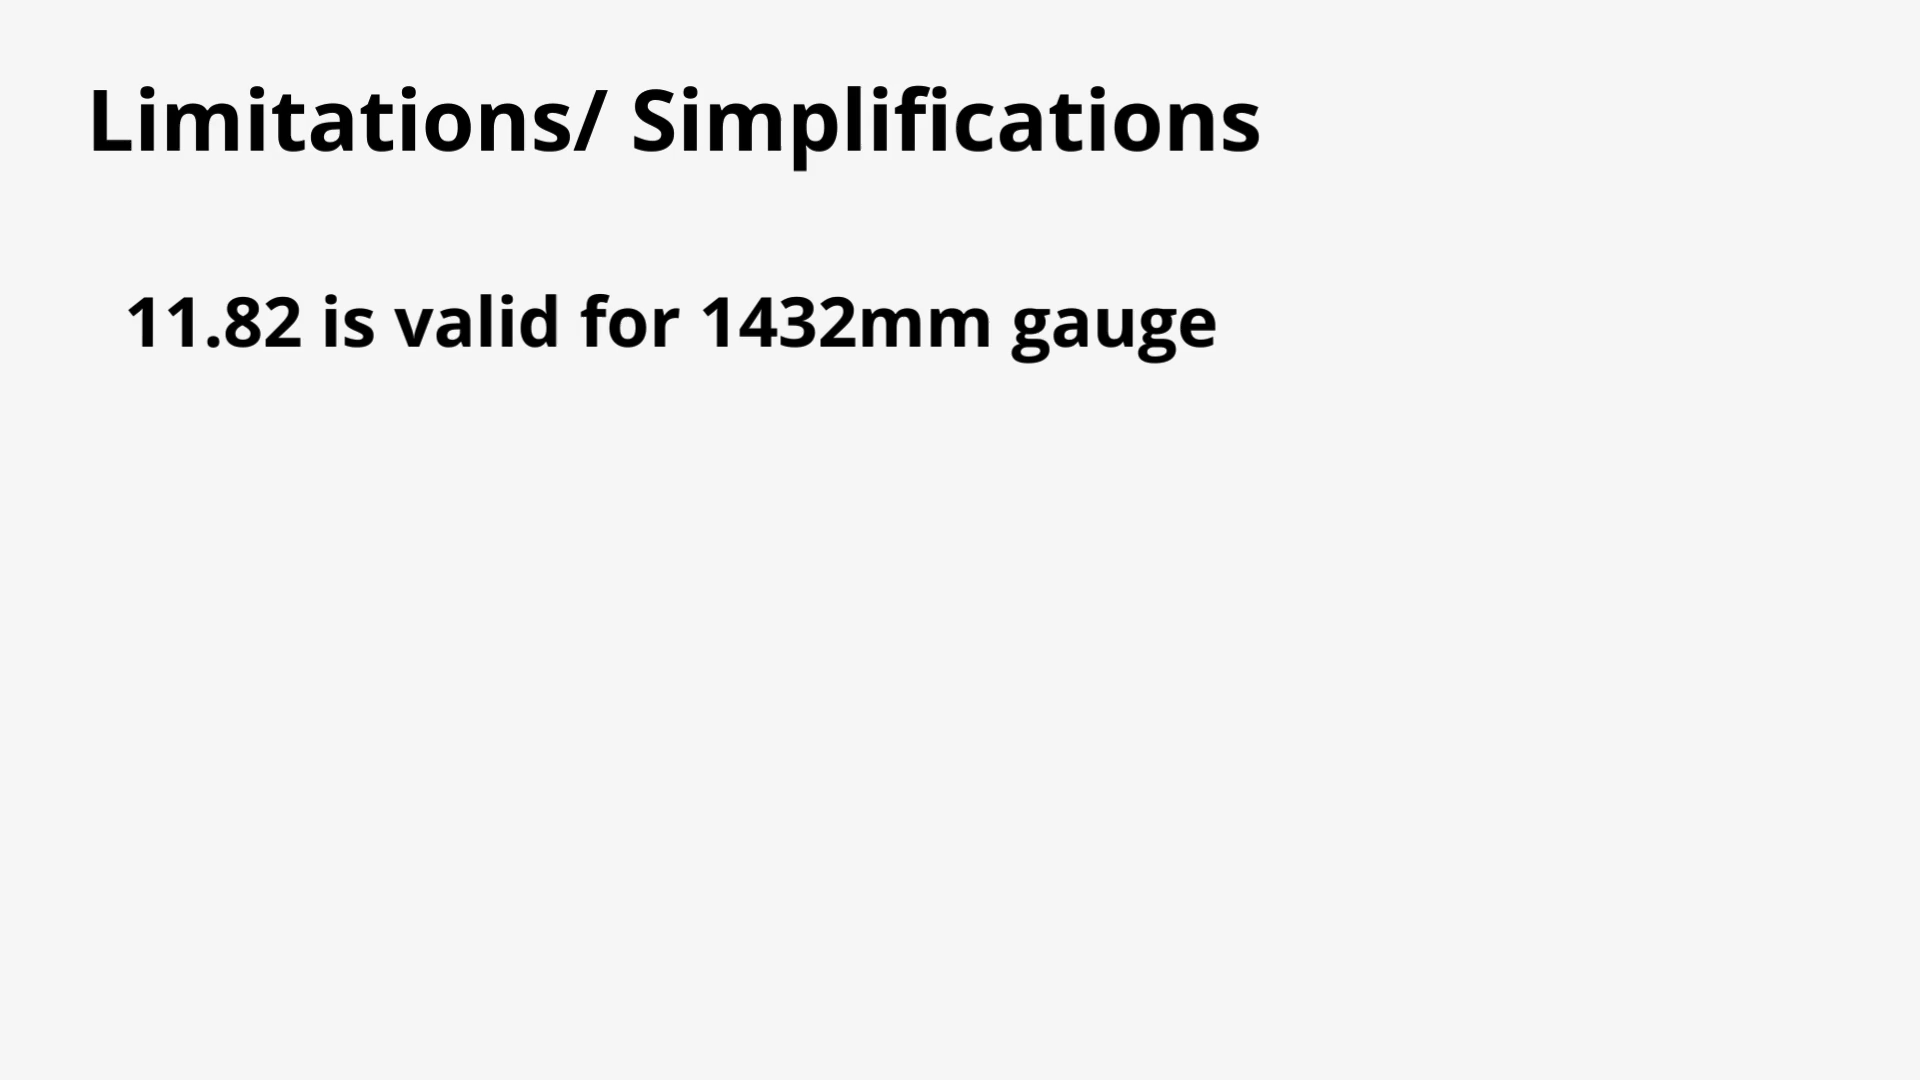 Limitations/ Simplifications
11.82 is valid for 1432mm gauge